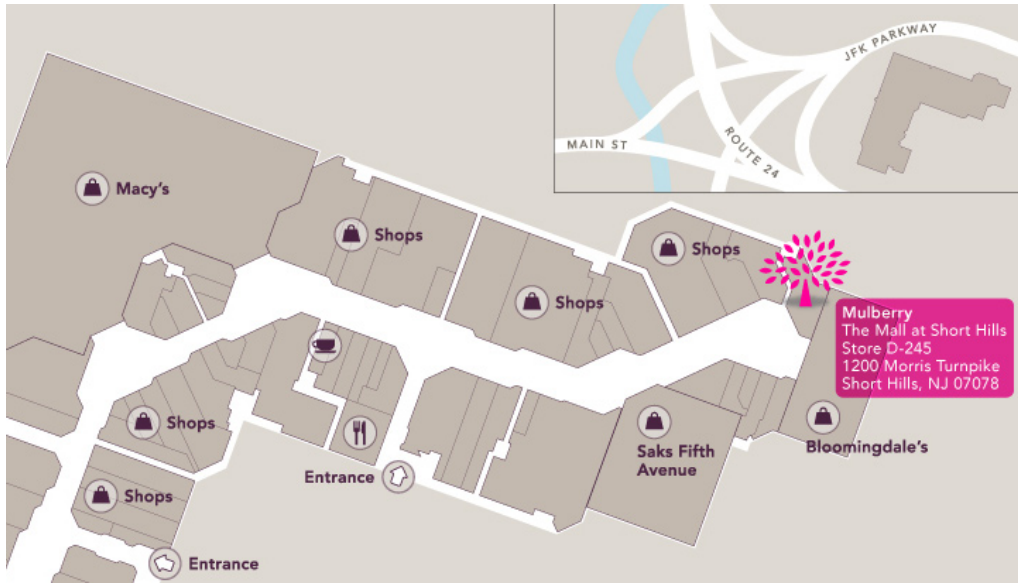 JFK PARKWAY
MAIN ST
ROUTE 24
Macy's
Shops
Shops
Shops
Mulberry
The Mall at Short Hills
Store D-245
1200 Morris Turnpike
Short Hills, NJ 07078
Shops
Saks Fifth
Avenue
Bloomingdale's
Entrance
Shops
Entrance